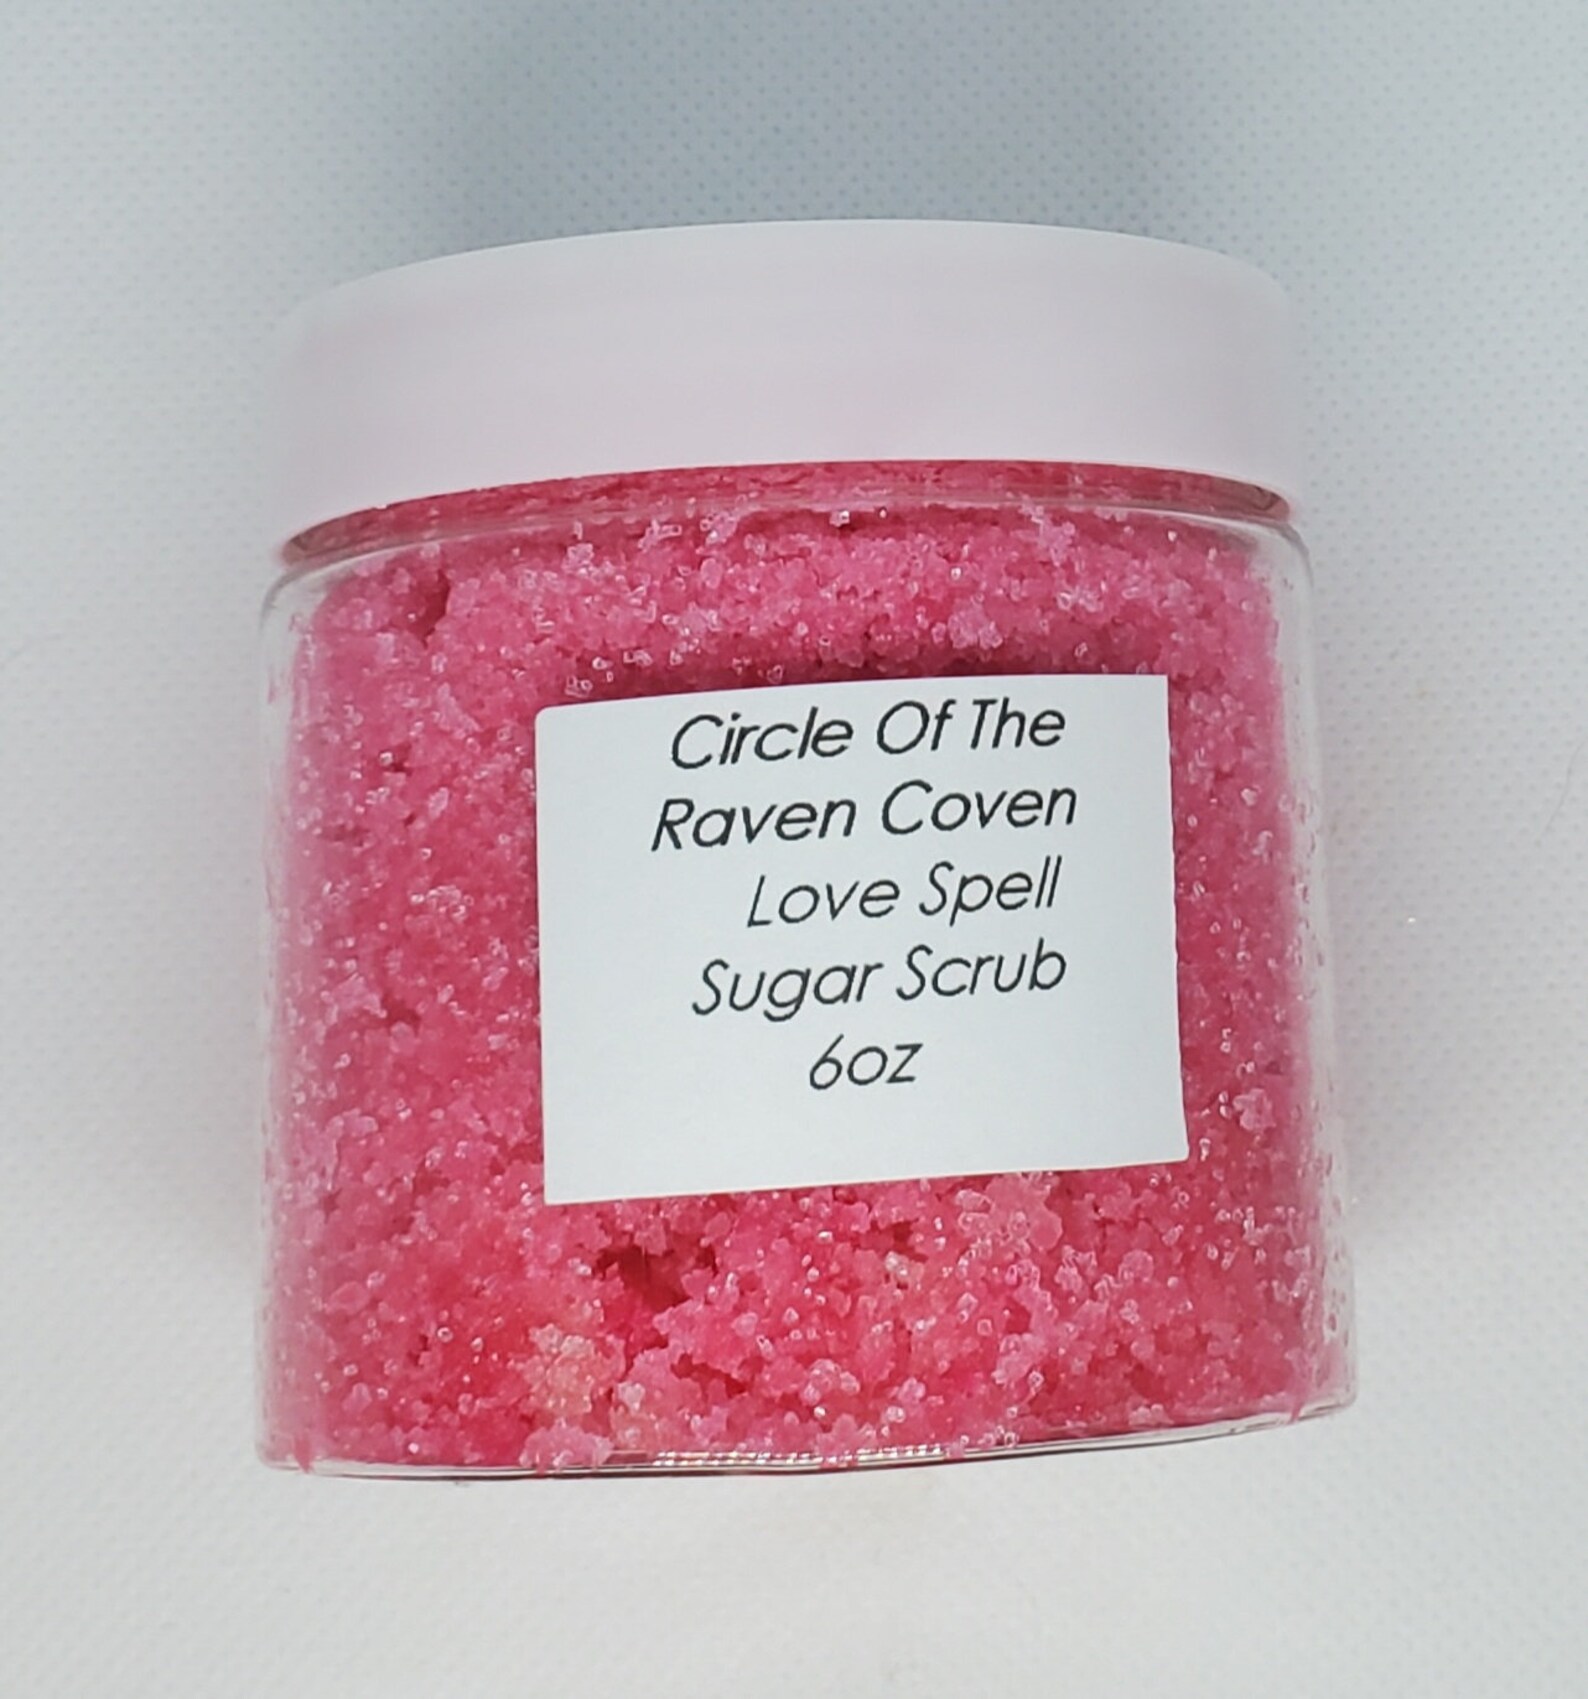 Circle Of The
Raven Coven
Love Spell
Sugar Scrub
6oz